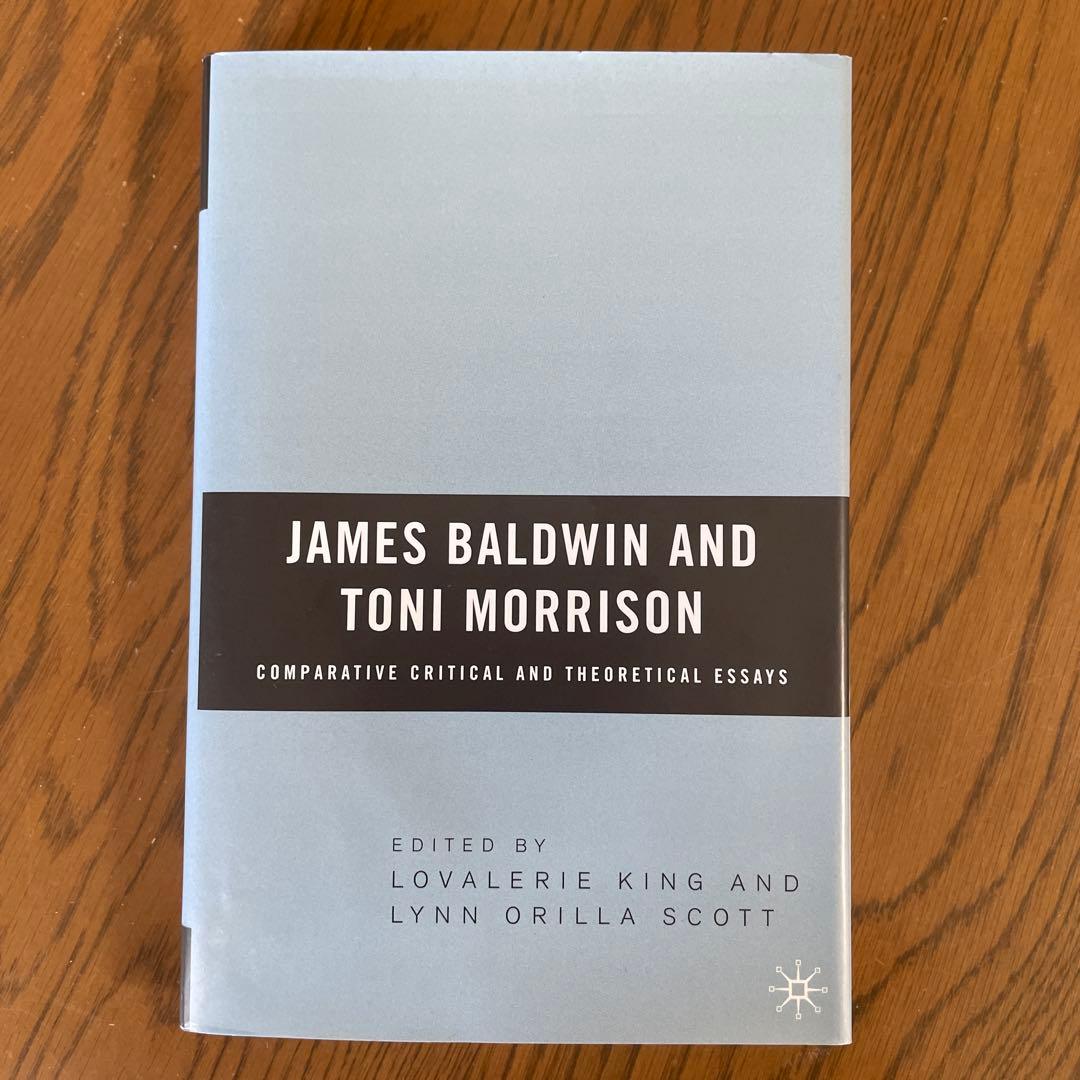 JAMES BALDWIN AND
TONI MORRISON
COMPARATIVE CRITICAL AND THEORETICAL ESSAYS
EDITED BY
LOVALERIE KING AND
LYNN ORILLA SCOTT